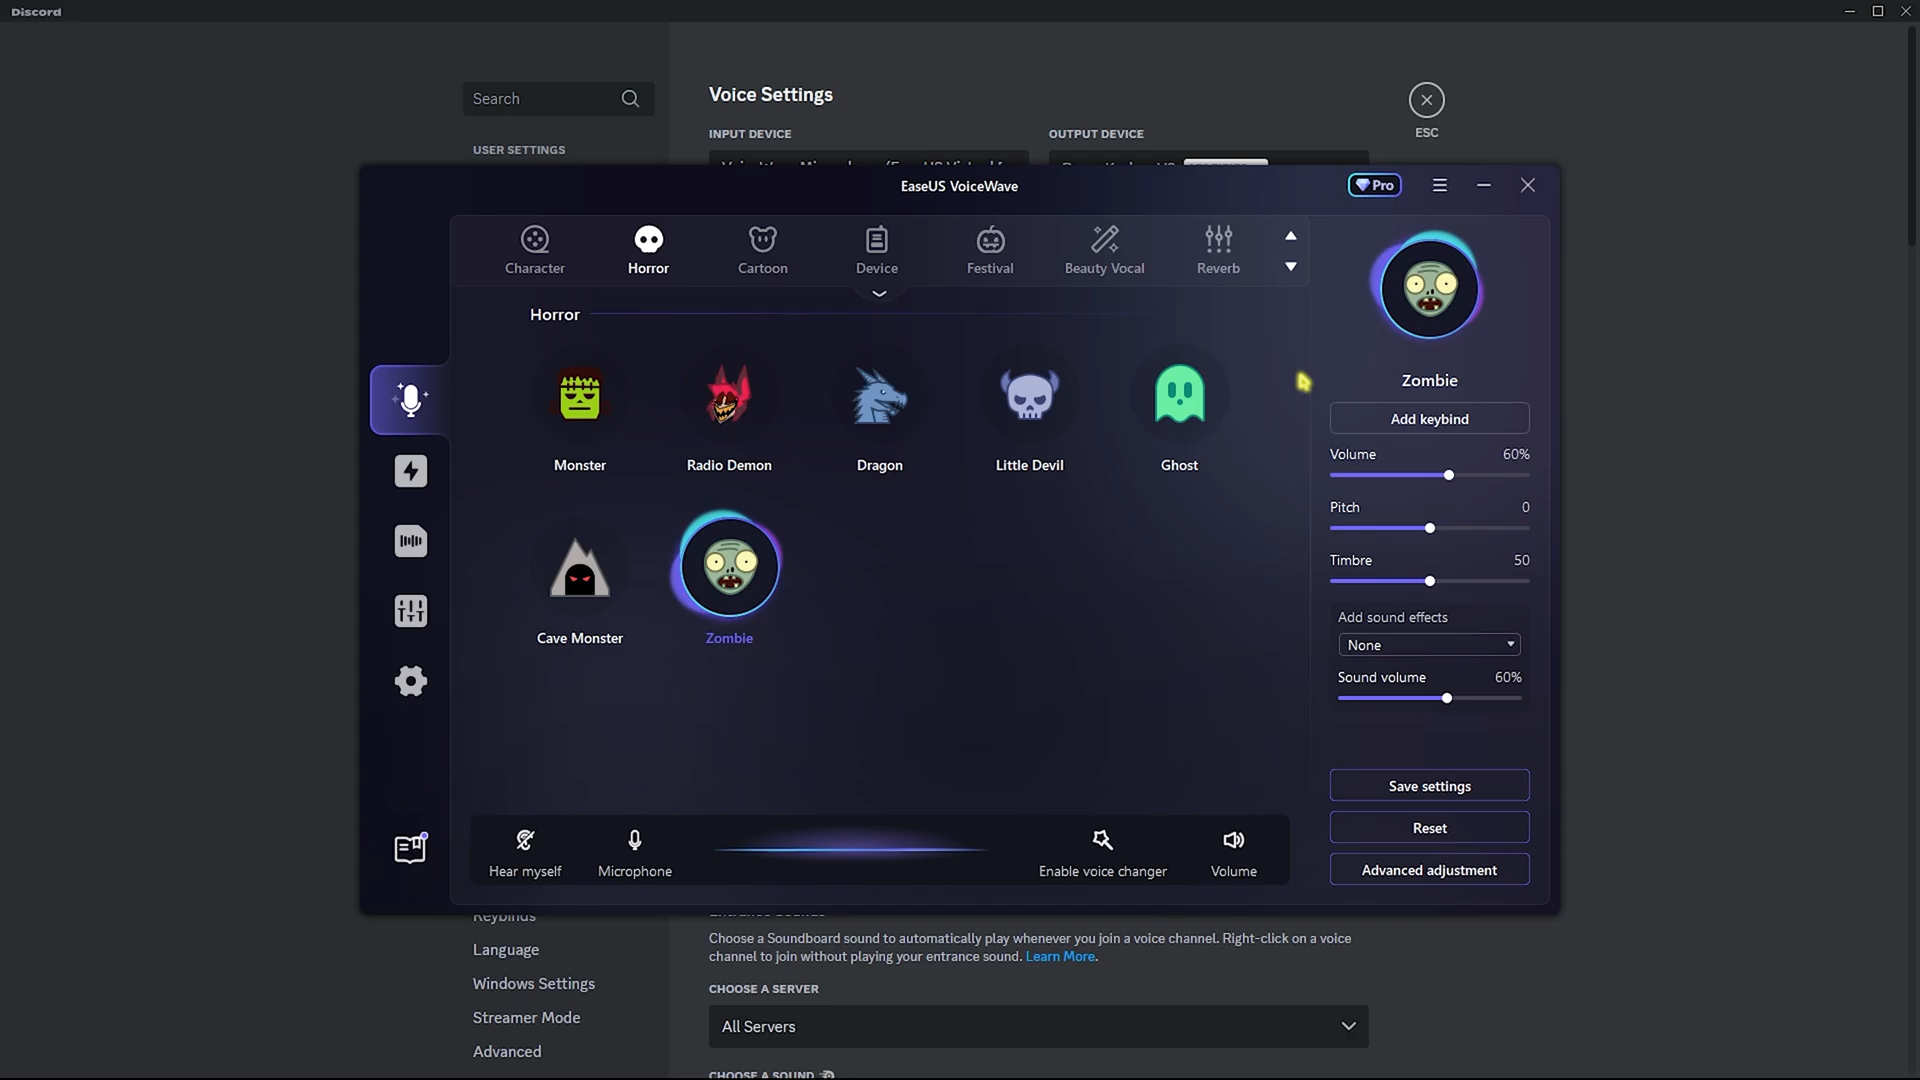 Discord
Search
Voice Settings
ESC
USER SETTINGS
INPUT DEVICE
OUTPUT DEVICE
EaseUS VoiceWave
Pro
Character
Horror
Cartoon
Device
Festival
Beauty Vocal
Reverb
Horror
Monster
Radio Demon
Dragon
Little Devil
Ghost
Cave Monster
Zombie
Zombie
Add keybind
Volume 60%
Pitch 0
Timbre 50
Add sound effects
None
Sound volume 60%
Save settings
Reset
Advanced adjustment
Hear myself
Microphone
Enable voice changer
Volume
Keybinds
Language
Windows Settings
Streamer Mode
Advanced
Choose a Soundboard sound to automatically play whenever you join a voice channel. Right-click on a voice
channel to join without playing your entrance sound. Learn More.
CHOOSE A SERVER
All Servers
CHOOSE A SOUND